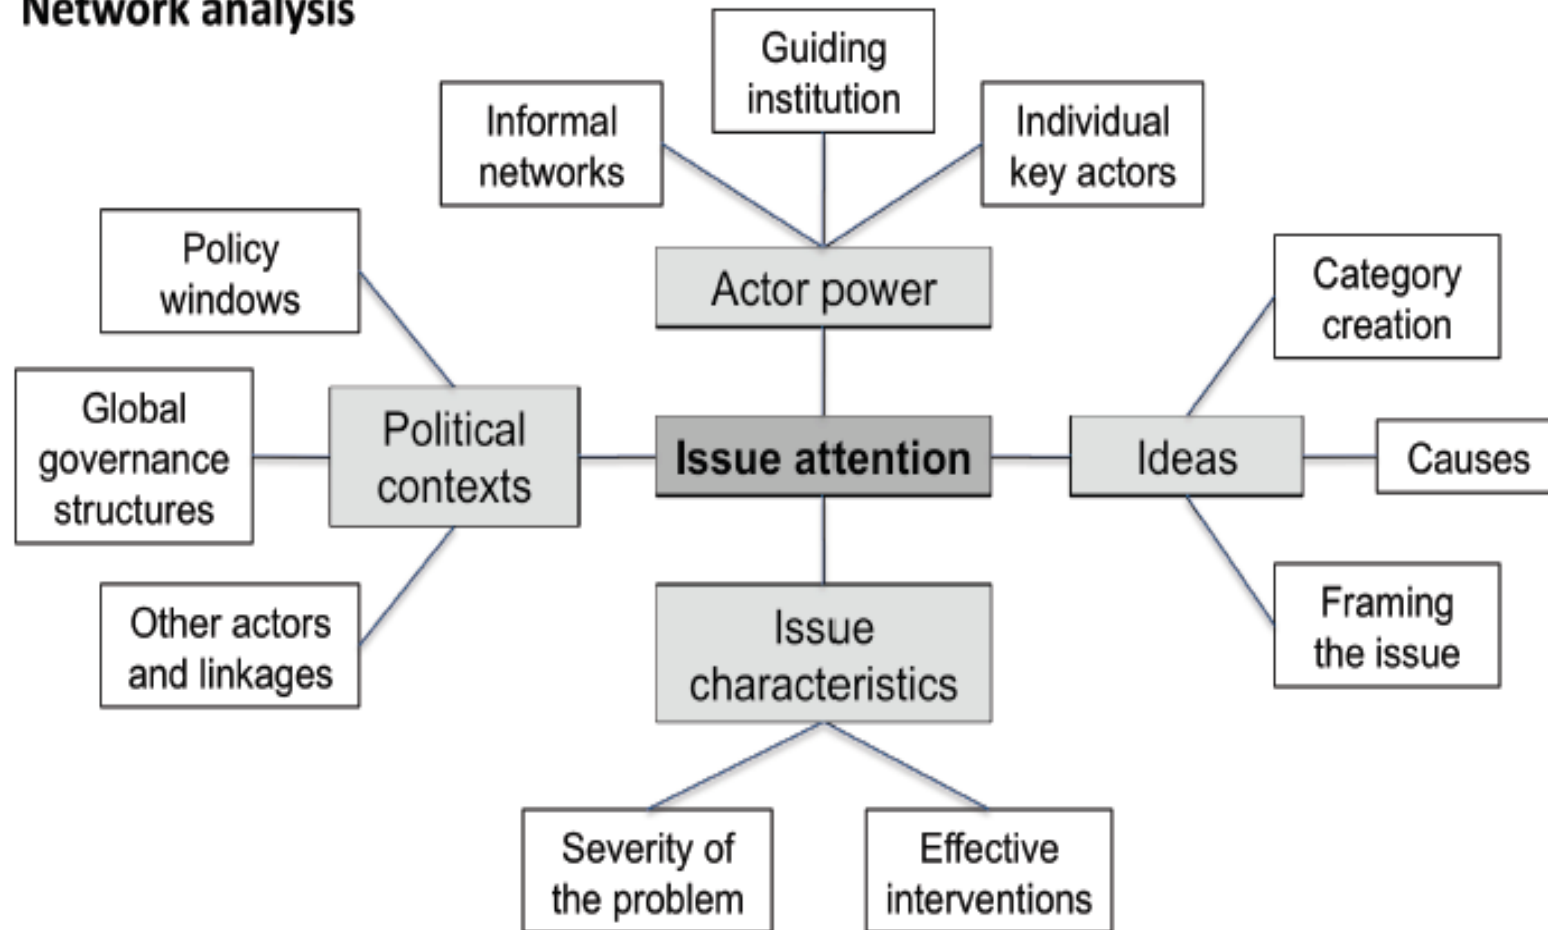 Network analysis
Guiding
institution
Informal
networks
Individual
key actors
Policy
windows
Actor power
Category
creation
Global
governance
structures
Political
contexts
Issue attention
Ideas
Causes
Other actors
and linkages
Issue
characteristics
Framing
the issue
Severity of
the problem
Effective
interventions